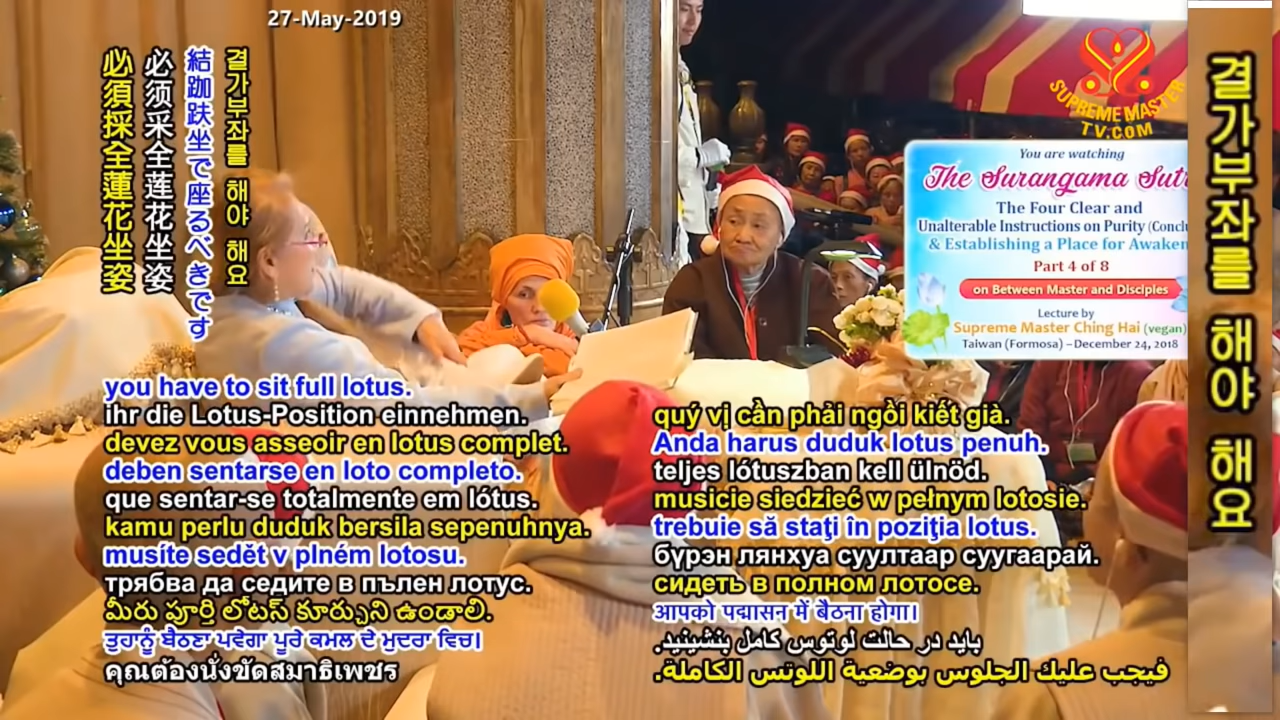 27-May-2019
결가부좌를 해야 해요
結跏趺坐で座るべきです
必须采全莲花坐姿
必須採全蓮花坐姿
SUPREME MASTER
TV.COM
You are watching
The Surangama Sutr
The Four Clear and
Unalterable Instructions on Purity (Conclu
& Establishing a Place for Awaken
Part 4 of 8
on Between Master and Disciples
Lecture by
Supreme Master Ching Hai (vegan)
Taiwan (Formosa) – December 24, 2018
you have to sit full lotus.
ihr die Lotus-Position einnehmen.
devez vous asseoir en lotus complet.
deben sentarse en loto completo.
que sentar-se totalmente em lótus.
kamu perlu duduk bersila sepenuhnya.
musíte sedět v plném lotosu.
трябва да седите в пълен лотус.
మీరు పూర్తి లోటస్ కూర్చుని ఉండాలి.
ਤੁਹਾਨੂੰ ਬੈਠਣਾ ਪਵੇਗਾ ਪੂਰੇ ਕਮਲ ਦੇ ਮੁਦਰਾ ਵਿਚ।
คุณต้องนั่งขัดสมาธิเพชร
quý vị cần phải ngồi kiết già.
Anda harus duduk lotus penuh.
teljes lótuszban kell ülnöd.
musicie siedzieć w pełnym lotosie.
trebuie să staţi în poziţia lotus.
бүрэн лянхуа суултаар суугаарай.
сидеть в полном лотосе.
आपको पद्मासन में बैठना होगा।
باید در حالت لوتوس کامل بنشینید.
فيجب عليك الجلوس بوضعية اللوتس الكاملة.
결가부좌를 해야 해요